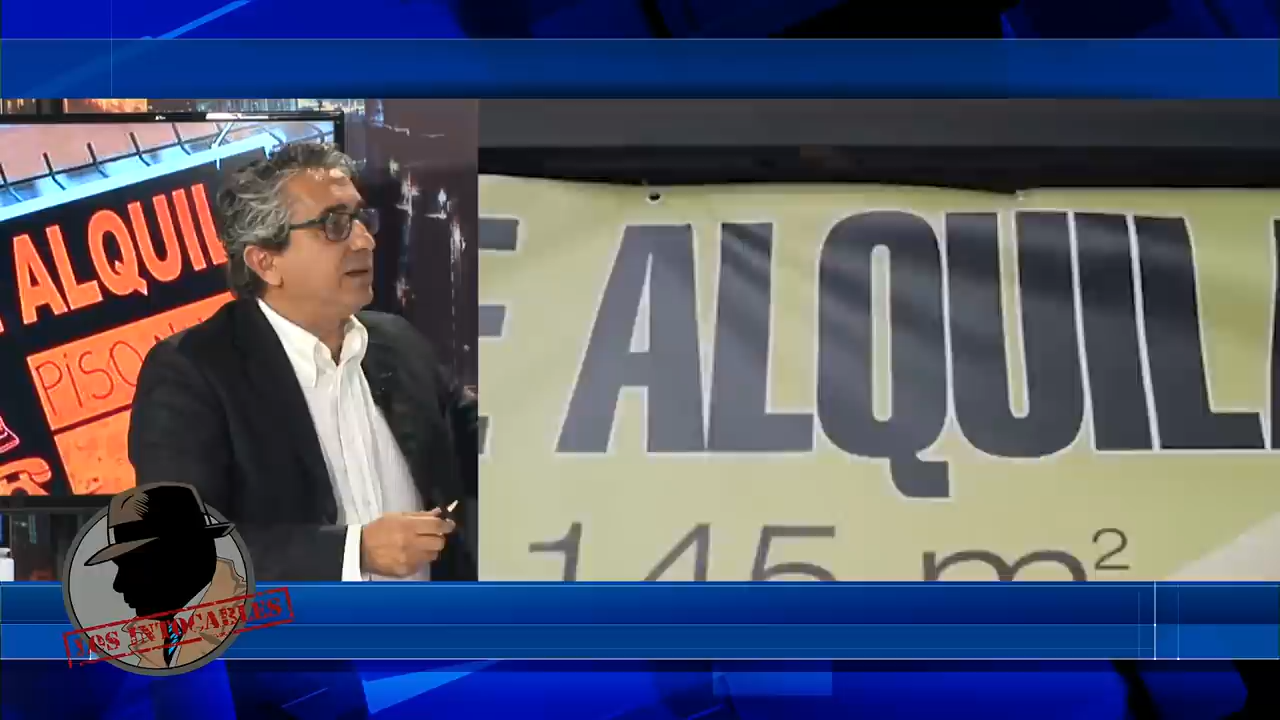 ALQUIL
PISO
E ALQUIL
145 m²
LOS INTOCABLES